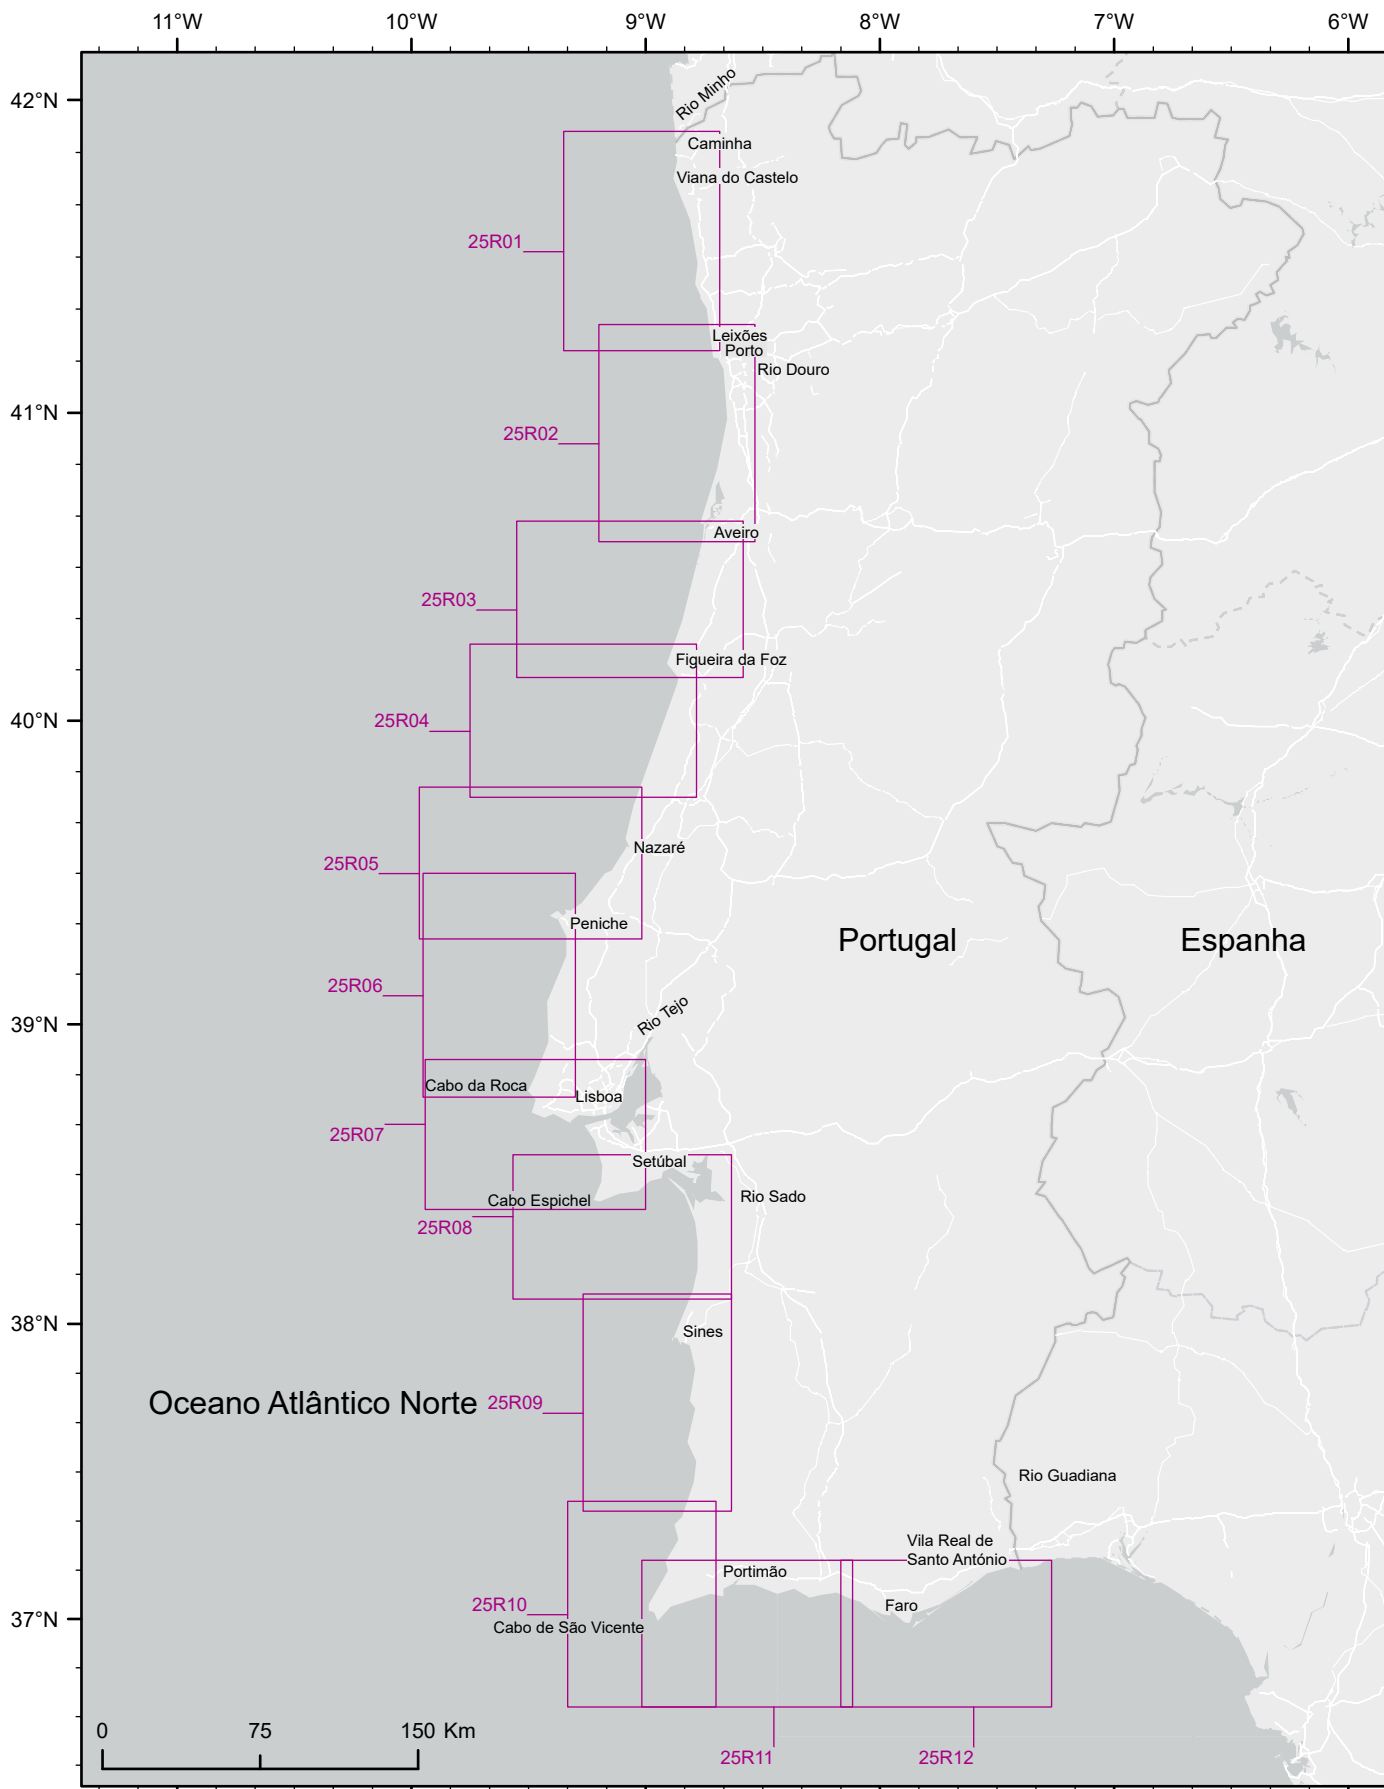 11°W
10°W
9°W
8°W
7°W
6°W
42°N
Rio Minho
Caminha
Viana do Castelo
25R01
Leixões
Porto
Rio Douro
41°N
25R02
Aveiro
25R03
Figueira da Foz
25R04
40°N
Nazaré
25R05
Peniche
Portugal
Espanha
25R06
Rio Tejo
39°N
Cabo da Roca
Lisboa
25R07
Setúbal
Rio Sado
Cabo Espichel
25R08
38°N
Sines
Oceano Atlântico Norte
25R09
Rio Guadiana
Vila Real de
Santo António
Portimão
25R10
Faro
37°N
Cabo de São Vicente
0
75
150 Km
25R11
25R12